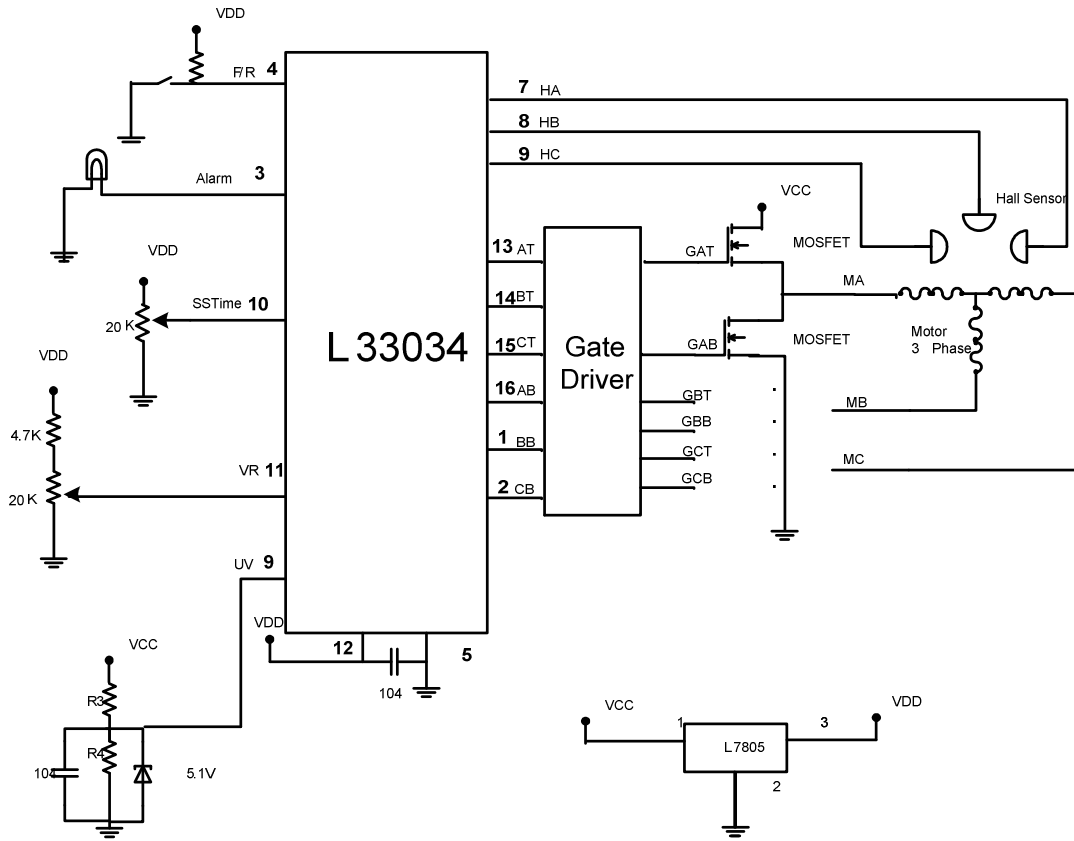 VDD
F/R 4
7 HA
8 HB
9 HC
Alarm 3
VCC
Hall Sensor
MOSFET
13 AT
GAT
VDD
SSTime 10
20 K
14 BT
MA
L33034
15 CT
Gate
Driver
GAB
MOSFET
Motor
3 Phase
VDD
16 AB
GBT
MB
4.7K
1 BB
GBB
VR 11
GCT
MC
20 K
2 CB
GCB
UV 9
VDD
12
5
104
VCC
R3
R4
104
5.1V
VCC
1
L7805
3
VDD
2